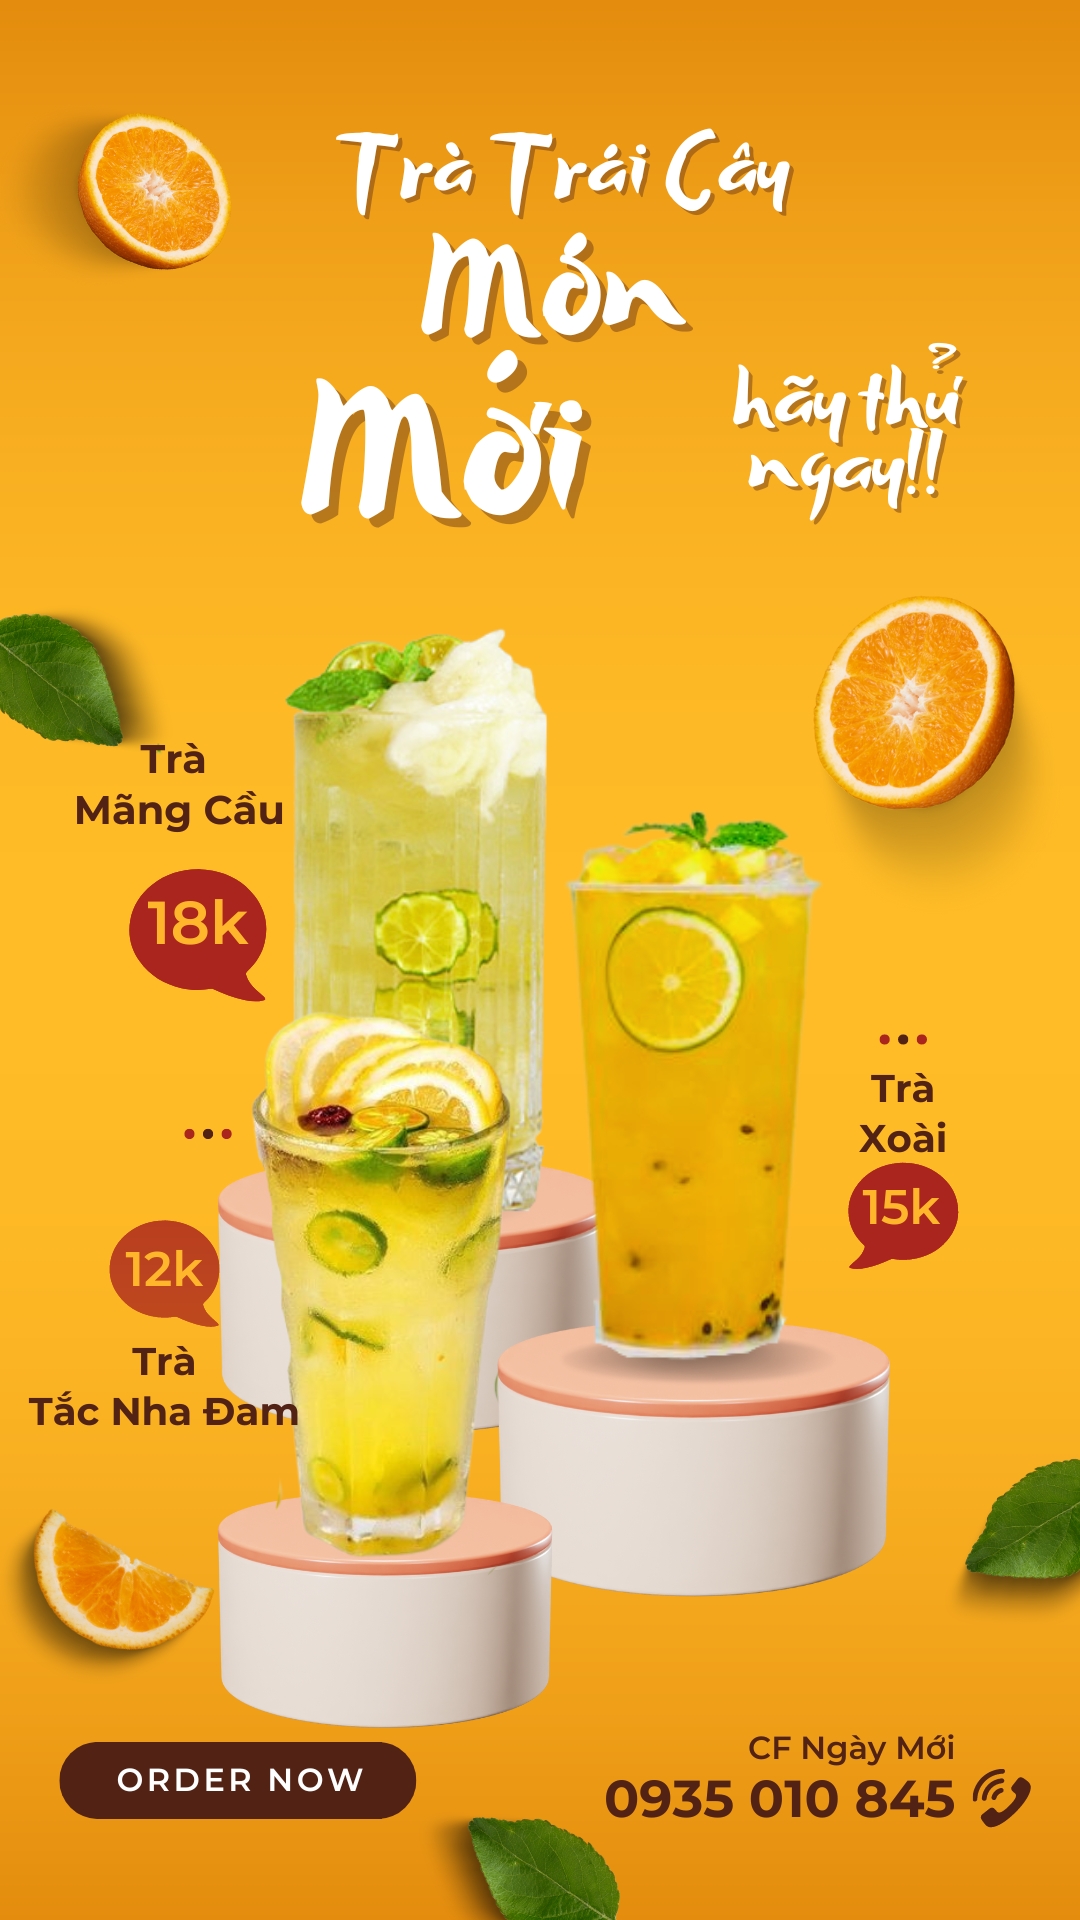 Trà Trái Cây
Món
Mới
hãy thử
ngay!!
Trà
Mãng Cầu
18k
Trà
Xoài
15k
12k
Trà
Tắc Nha Đam
ORDER NOW
CF Ngày Mới
0935 010 845